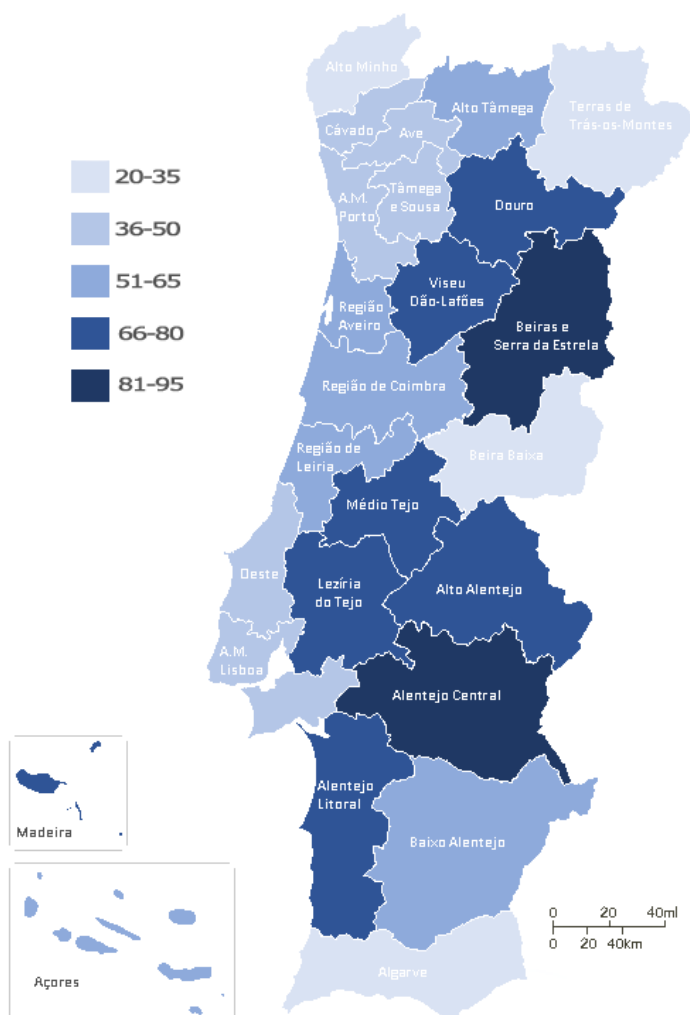 Alto Minho
Alto Tâmega
Terras de
Trás-os-Montes
Cávado
Ave
20-35
A.M.
Porto
Tâmega
e Sousa
Douro
36-50
51-65
Região
Aveiro
Viseu
Dão-Lafões
66-80
Beiras e
Serra da Estrela
81-95
Região de Coimbra
Região de
Leiria
Beira Baixa
Médio Tejo
Oeste
Lezíria
do Tejo
Alto Alentejo
A.M.
Lisboa
Alentejo Central
Alentejo
Litoral
Madeira
Baixo Alentejo
0 20 40ml
0 20 40km
Açores
Algarve